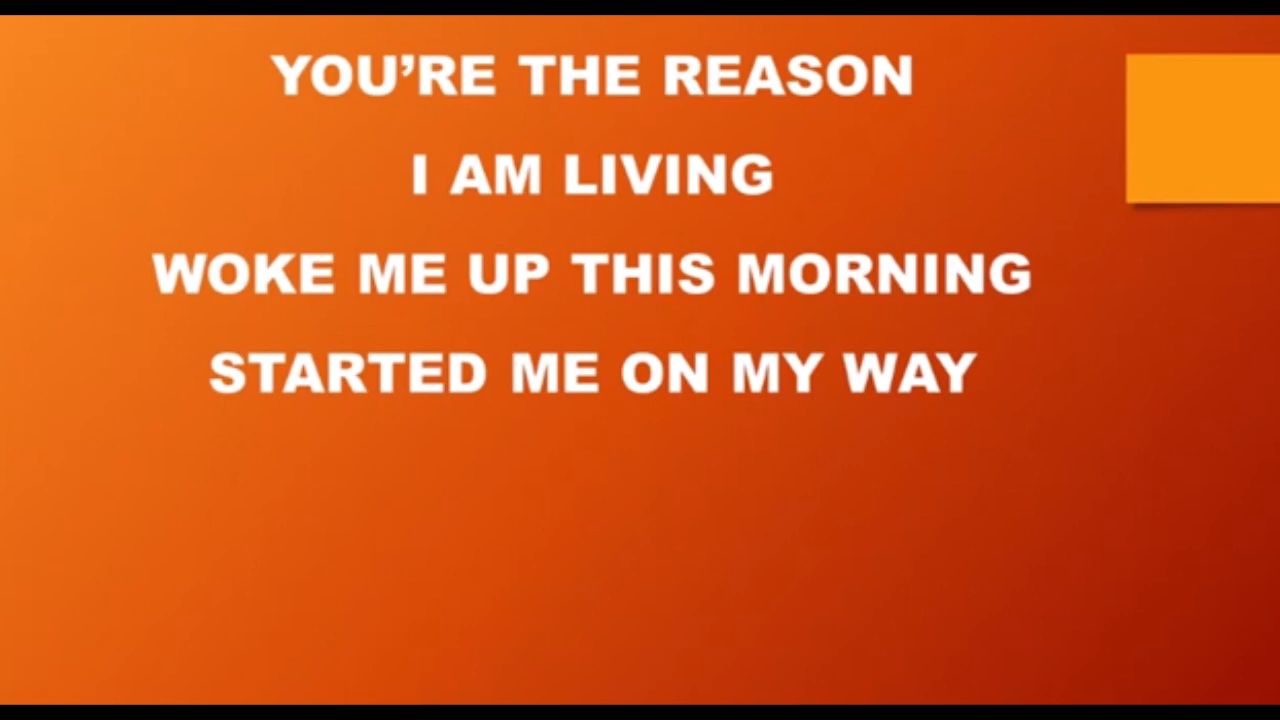 YOU’RE THE REASON
I AM LIVING
WOKE ME UP THIS MORNING
STARTED ME ON MY WAY